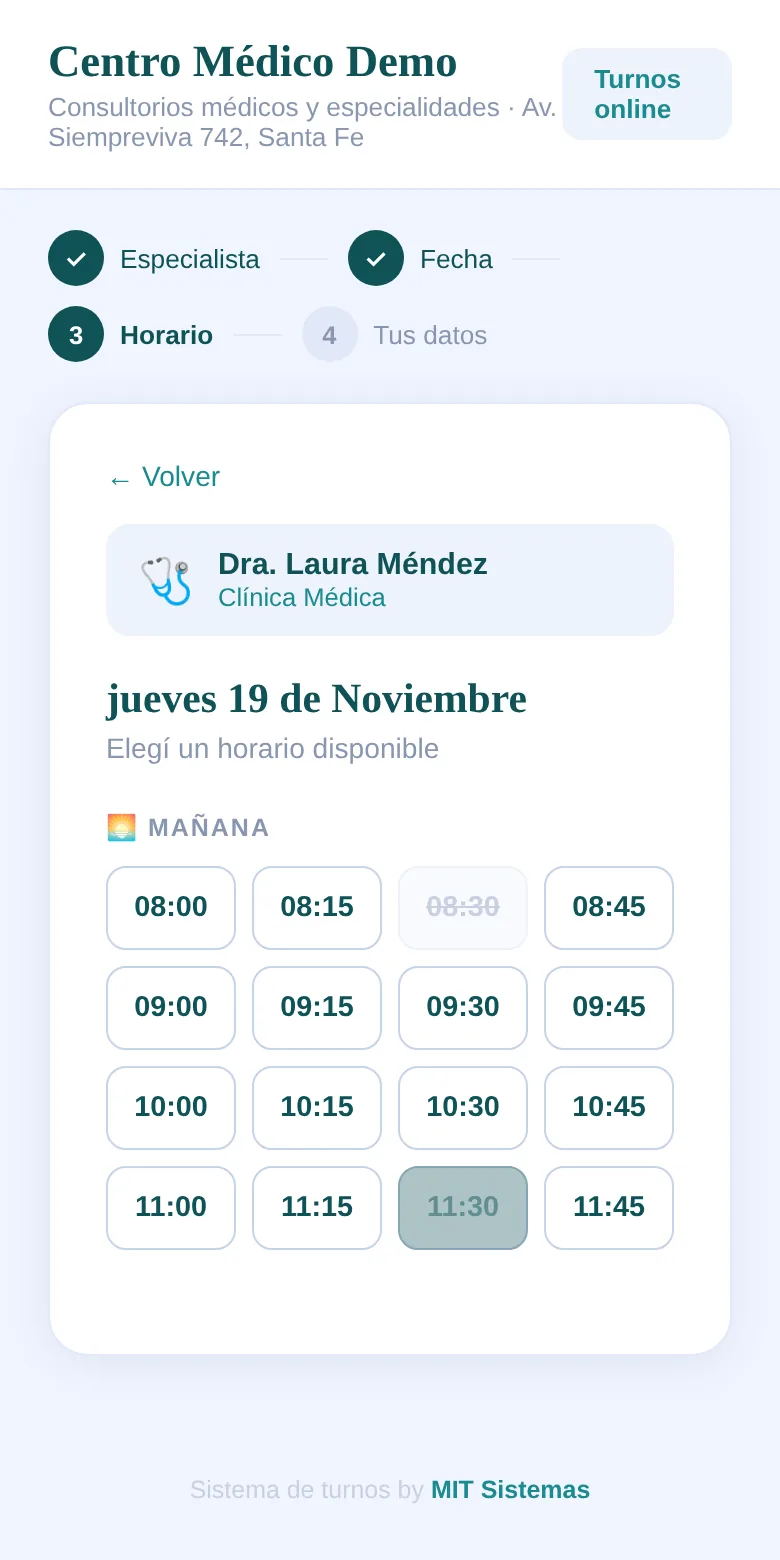 Centro Médico Demo
Consultorios médicos y especialidades · Av.
Siempreviva 742, Santa Fe
Turnos
online
Especialista
Fecha
3 Horario
4 Tus datos
← Volver
Dra. Laura Méndez
Clínica Médica
jueves 19 de Noviembre
Elegí un horario disponible
MAÑANA
08:00 08:15 08:30 08:45
09:00 09:15 09:30 09:45
10:00 10:15 10:30 10:45
11:00 11:15 11:30 11:45
Sistema de turnos by MIT Sistemas